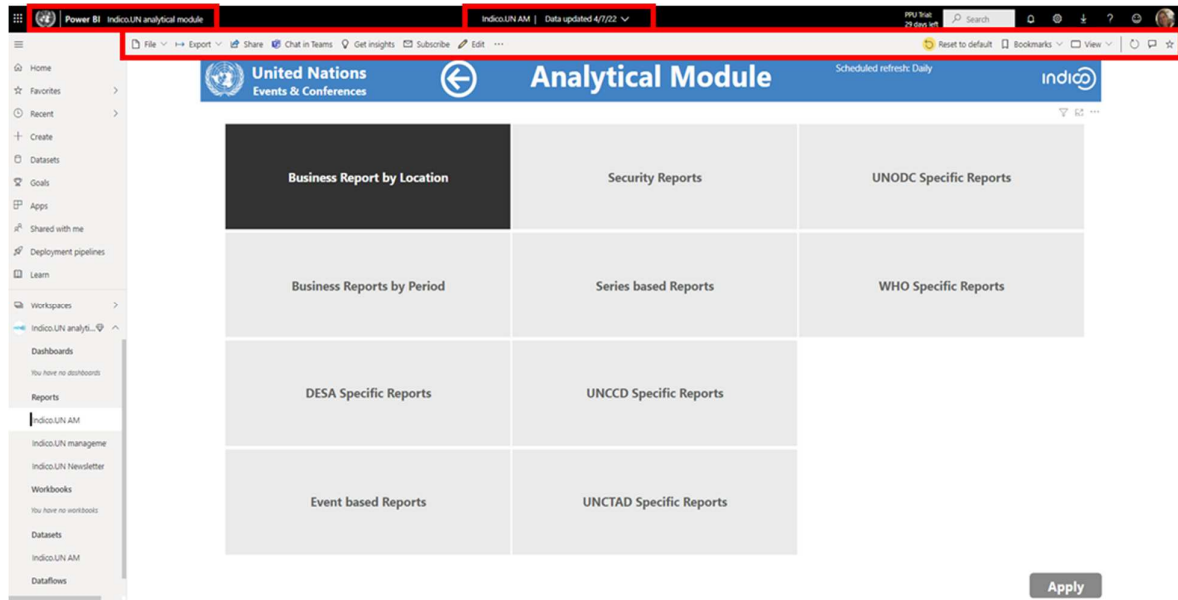 Power BI Indico.UN analytical module
Indico.UN AM | Data updated 4/7/22
PPU Trial:
29 days left
Search
File Export Share Chat in Teams Get insights Subscribe Edit ...
Reset to default Bookmarks View
Home
Favorites
Recent
Create
Datasets
Goals
Apps
Shared with me
Deployment pipelines
Learn
Workspaces
Indico.UN analyti...
Dashboards
You have no dashboards
Reports
Indico.UN AM
Indico.UN manageme
Indico.UN Newsletter
Workbooks
You have no workbooks
Datasets
Indico.UN AM
Dataflows
United Nations
Events & Conferences
Analytical Module
Scheduled refresh: Daily
indico
Business Report by Location
Security Reports
UNODC Specific Reports
Business Reports by Period
Series based Reports
WHO Specific Reports
DESA Specific Reports
UNCCD Specific Reports
Event based Reports
UNCTAD Specific Reports
Apply